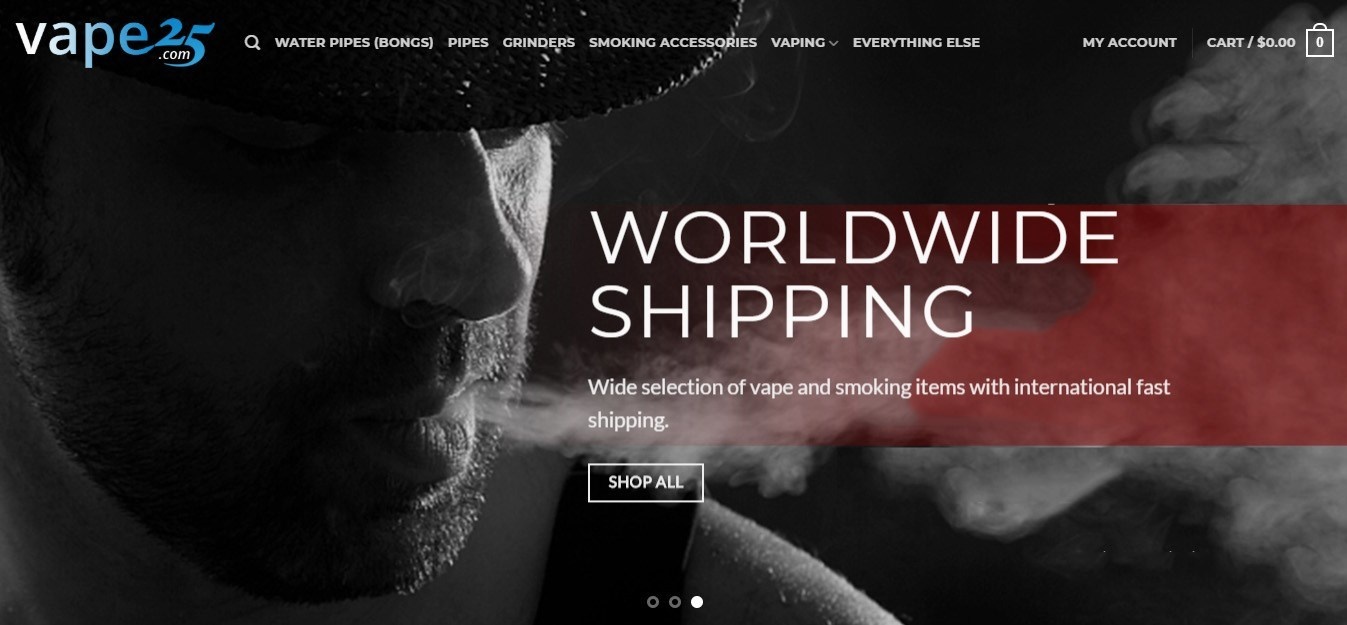 vape25
.com
WATER PIPES (BONGS) PIPES GRINDERS SMOKING ACCESSORIES VAPING EVERYTHING ELSE MY ACCOUNT CART / $0.00 0
WORLDWIDE
SHIPPING
Wide selection of vape and smoking items with international fast
shipping.
SHOP ALL